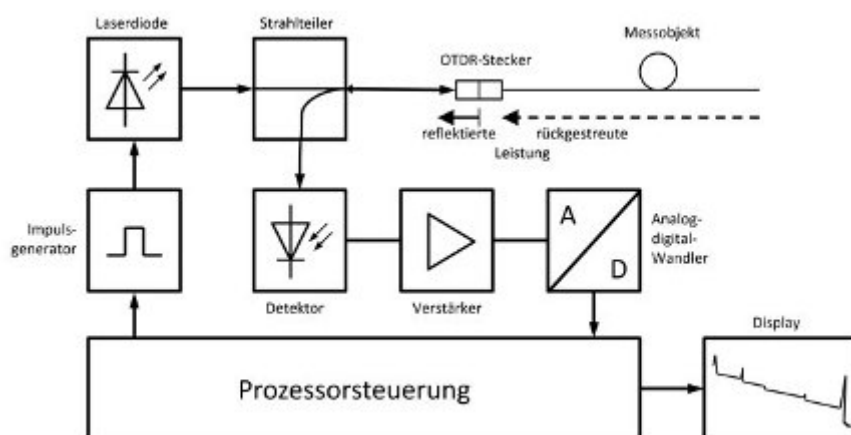 Laserdiode
Strahlteiler
Messobjekt
OTDR-Stecker
reflektierte
rückgestreute
Leistung
Impuls-
generator
A
D
Analog-
digital-
Wandler
Detektor
Verstärker
Display
Prozessorsteuerung